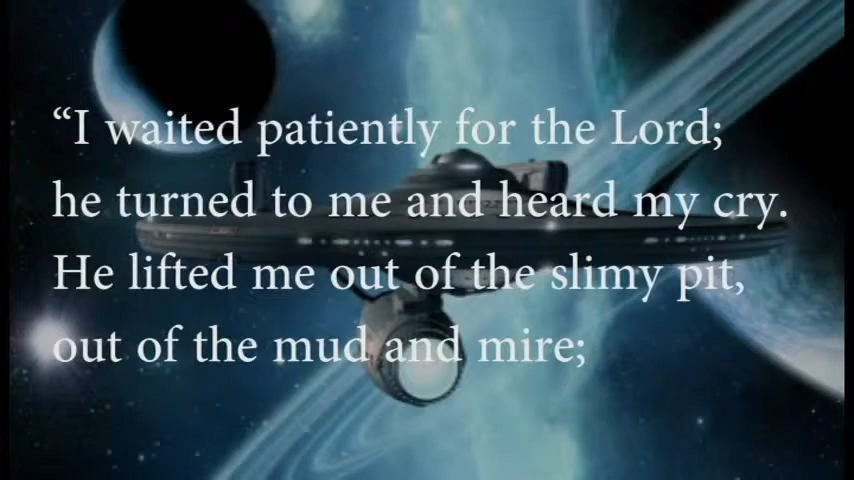 “I waited patiently for the Lord;
he turned to me and heard my cry.
He lifted me out of the slimy pit,
out of the mud and mire;